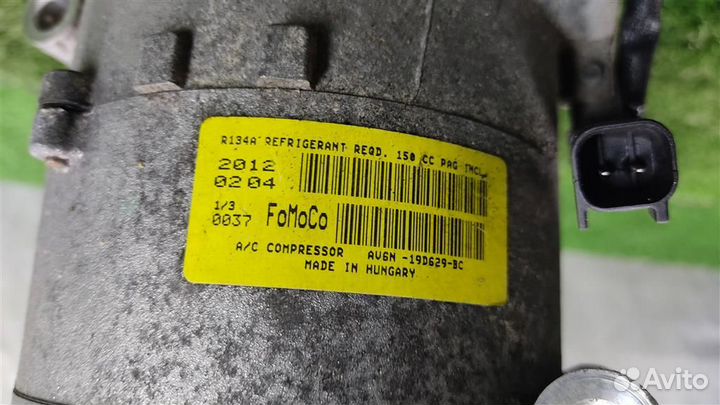 R134A REFRIGERANT REQD. 150 CC PAG INCL.
2012
0204
1/3
0037 FoMoCo
A/C COMPRESSOR AV6N -19D629-BC
MADE IN HUNGARY
Avito